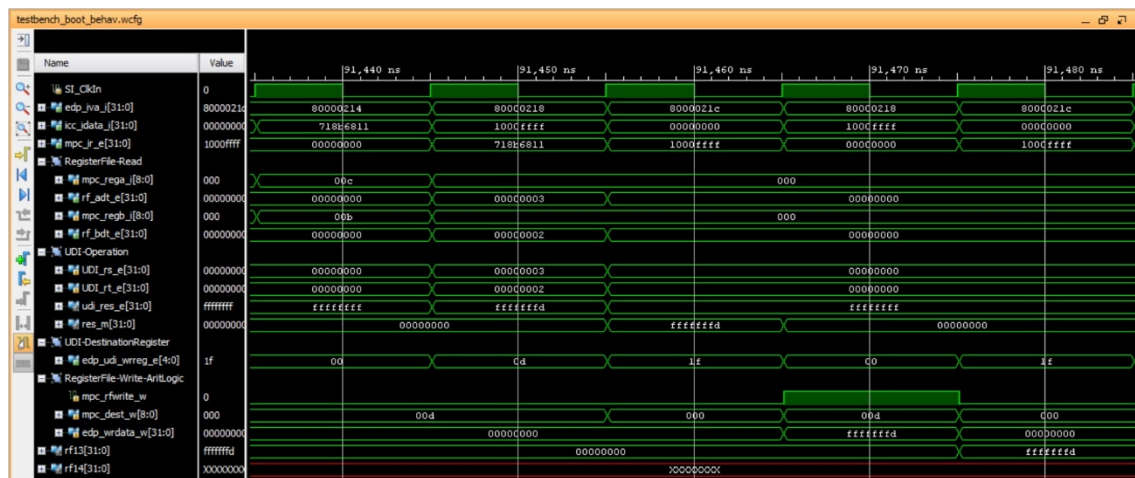 testbench_boot_behav.wcfg
Name Value 91,440 ns 91,450 ns 91,460 ns 91,470 ns 91,480 ns
SI_ClkIn 0
edp_iva_i[31:0] 8000021c 80000214 80000218 8000021c 80000218 8000021c
icc_idata_i[31:0] 00000000 718b6811 1000ffff 00000000 1000ffff 00000000
mpc_ir_e[31:0] 1000ffff 00000000 718b6811 1000ffff 00000000 1000ffff
RegisterFile-Read
mpc_rega_i[8:0] 000 00c 000
rf_adt_e[31:0] 00000000 00000000 00000003 00000000
mpc_regb_i[8:0] 000 00b 000
rf_bdt_e[31:0] 00000000 00000000 00000002 00000000
UDI-Operation
UDI_rs_e[31:0] 00000000 00000000 00000003 00000000
UDI_rt_e[31:0] 00000000 00000000 00000002 00000000
udi_res_e[31:0] ffffffff ffffffff fffffffd ffffffff
res_m[31:0] 00000000 00000000 fffffffd 00000000
UDI-DestinationRegister
edp_udi_wrreg_e[4:0] 1f 00 0d 1f 00 1f
RegisterFile-Write-AritLogic
mpc_rfwrite_w 0
mpc_dest_w[8:0] 000 00d 000 00d 000
edp_wrdata_w[31:0] 00000000 00000000 fffffffd 00000000
rf13[31:0] fffffffd 00000000 fffffffd
rf14[31:0] XXXXXXXX XXXXXXXX